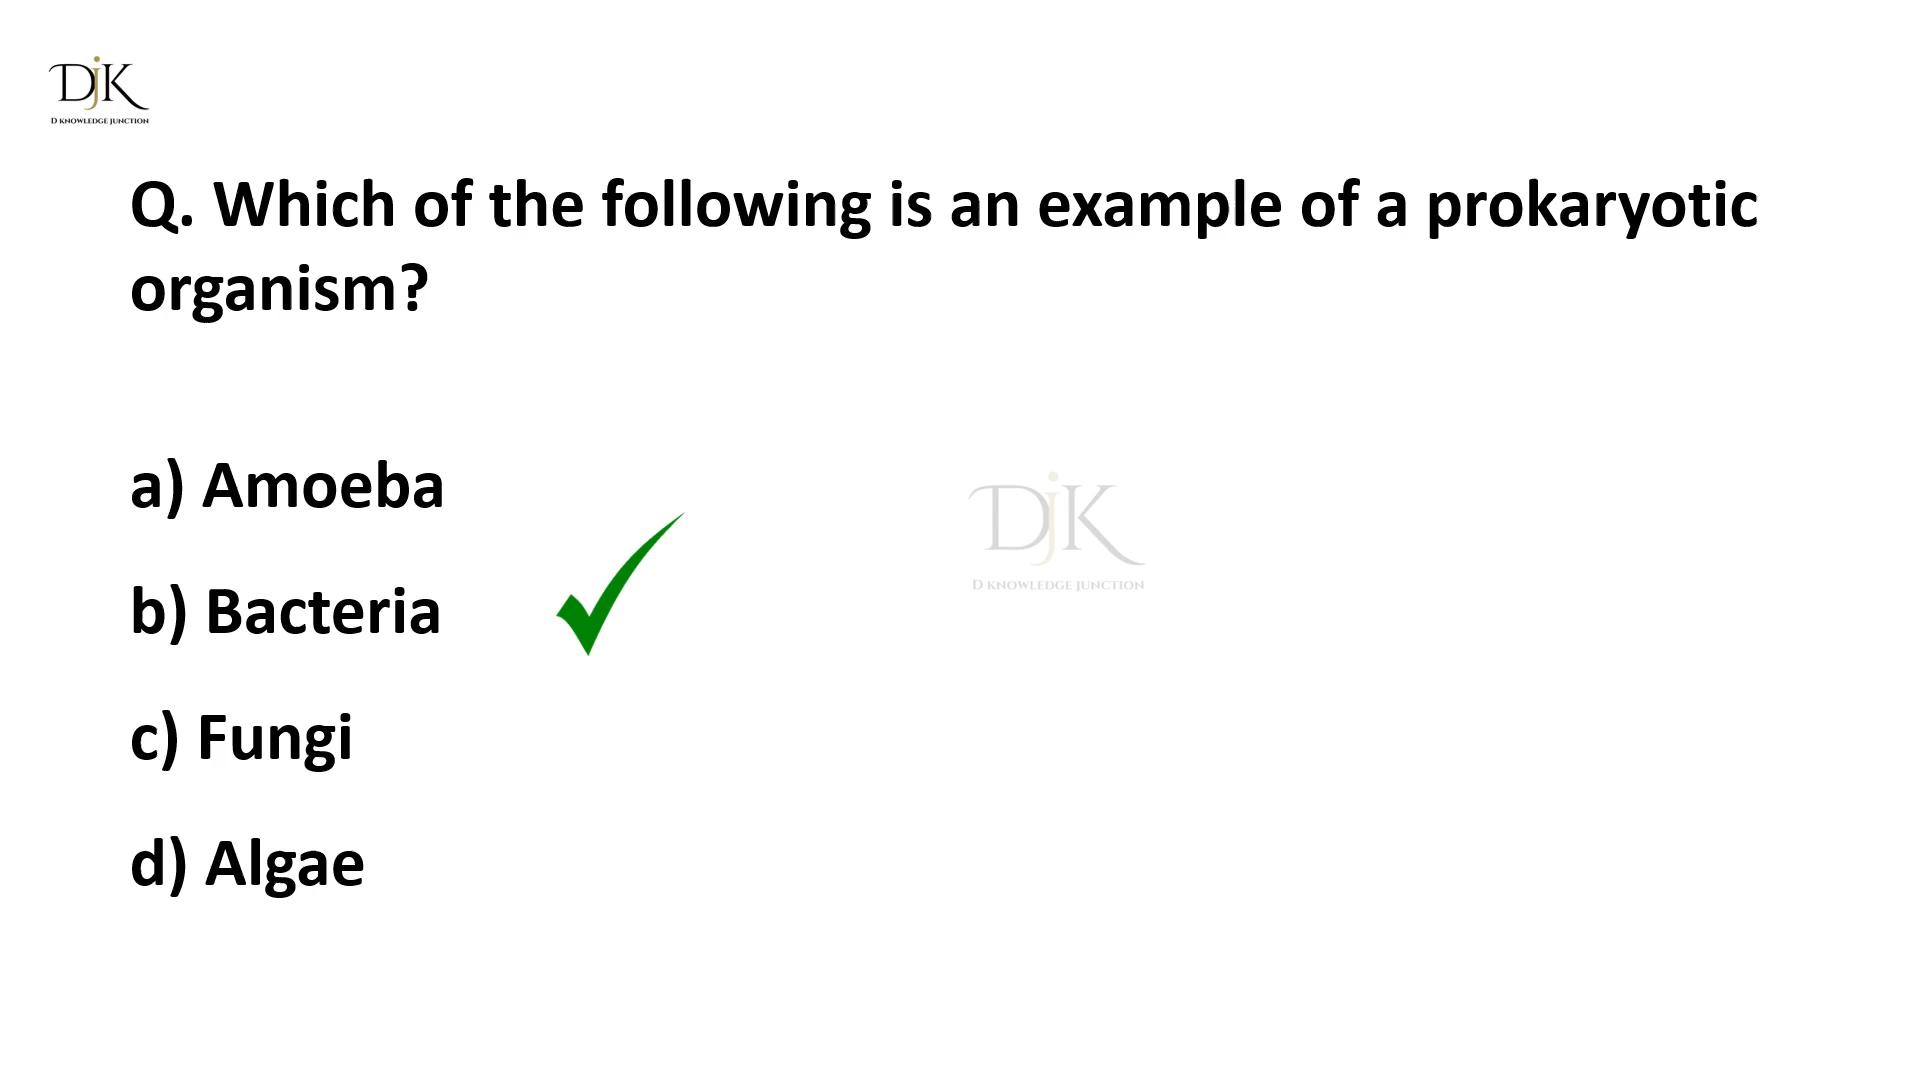 DjK
D KNOWLEDGE JUNCTION
Q. Which of the following is an example of a prokaryotic
organism?
a) Amoeba
DjK
D KNOWLEDGE JUNCTION
b) Bacteria
c) Fungi
d) Algae